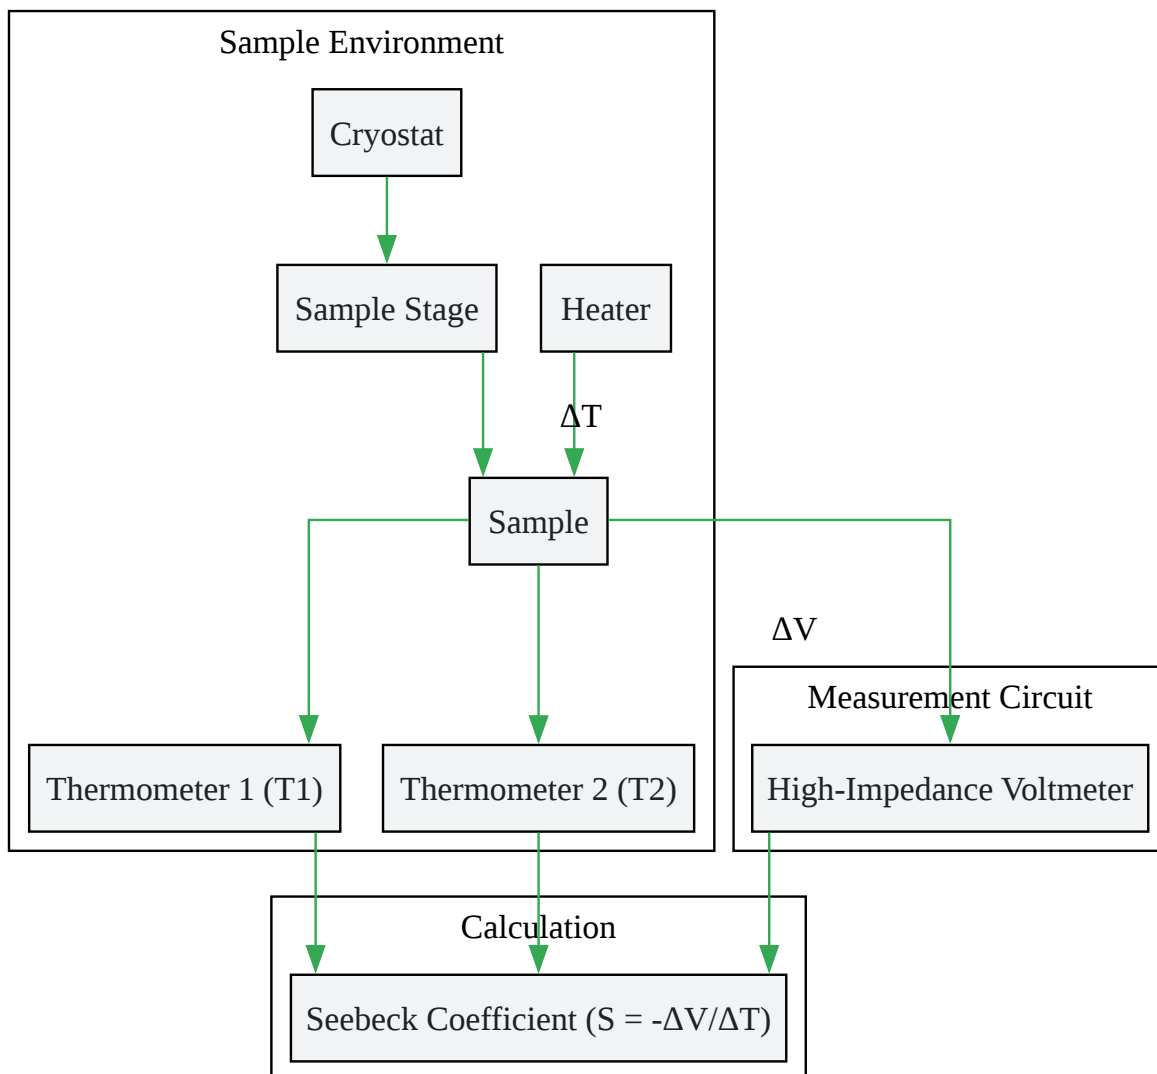 Sample Environment
Cryostat
Sample Stage
Heater
ΔT
Sample
ΔV
Measurement Circuit
Thermometer 1 (T1)
Thermometer 2 (T2)
High-Impedance Voltmeter
Calculation
Seebeck Coefficient (S = -ΔV/ΔT)